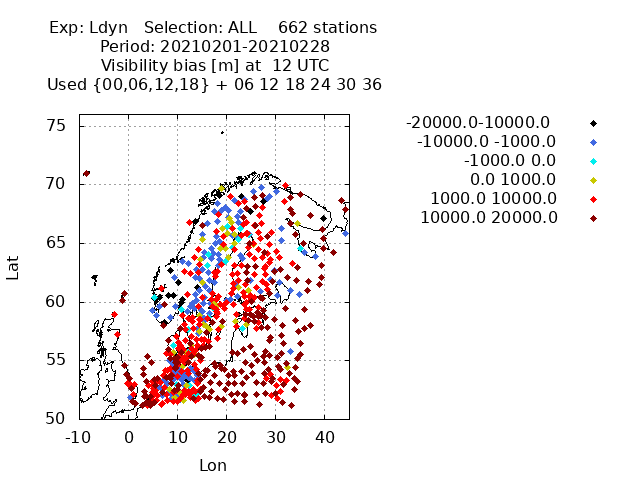 Exp: Ldyn   Selection: ALL    662 stations
Period: 20210201-20210228
Visibility bias [m] at  12 UTC
Used {00,06,12,18} + 06 12 18 24 30 36
-20000.0-10000.0
-10000.0 -1000.0
-1000.0 0.0
0.0 1000.0
1000.0 10000.0
10000.0 20000.0
75
70
65
60
55
50
Lat
-10 0 10 20 30 40
Lon